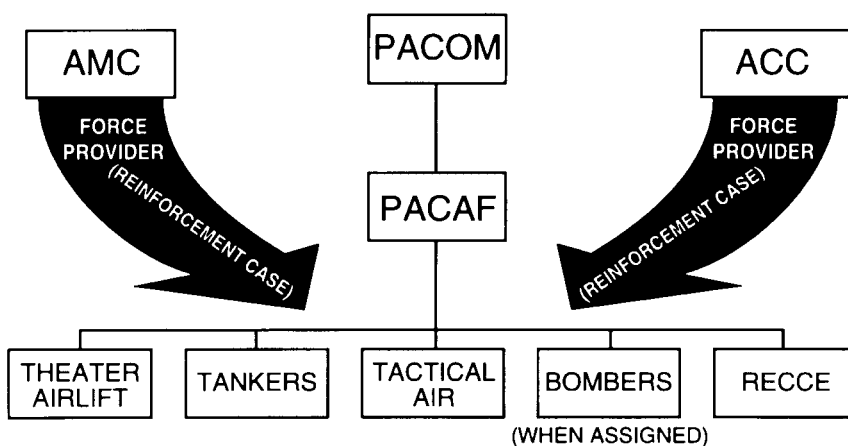 AMC
PACOM
ACC
FORCE
PROVIDER
(REINFORCEMENT CASE)
FORCE
PROVIDER
(REINFORCEMENT CASE)
PACAF
THEATER
AIRLIFT
TANKERS
TACTICAL
AIR
BOMBERS
RECCE
(WHEN ASSIGNED)